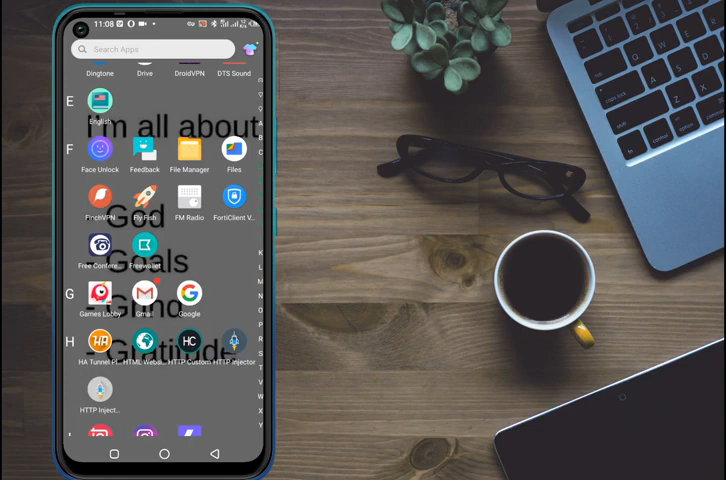 11:08
Search Apps
Dingtone Drive DroidVPN DTS Sound
E
English
I'm all about
F
Face Unlock Feedback File Manager Files
FinchVPN Fly Fish FM Radio FortiClient V...
- God
Free Confere... Freewallet
- Goals
G
Games Lobby Gmail Google
- Grind
H
HA Tunnel Pl... HTML Websi... HTTP Custom HTTP Injector
- Gratitude
HTTP Inject...